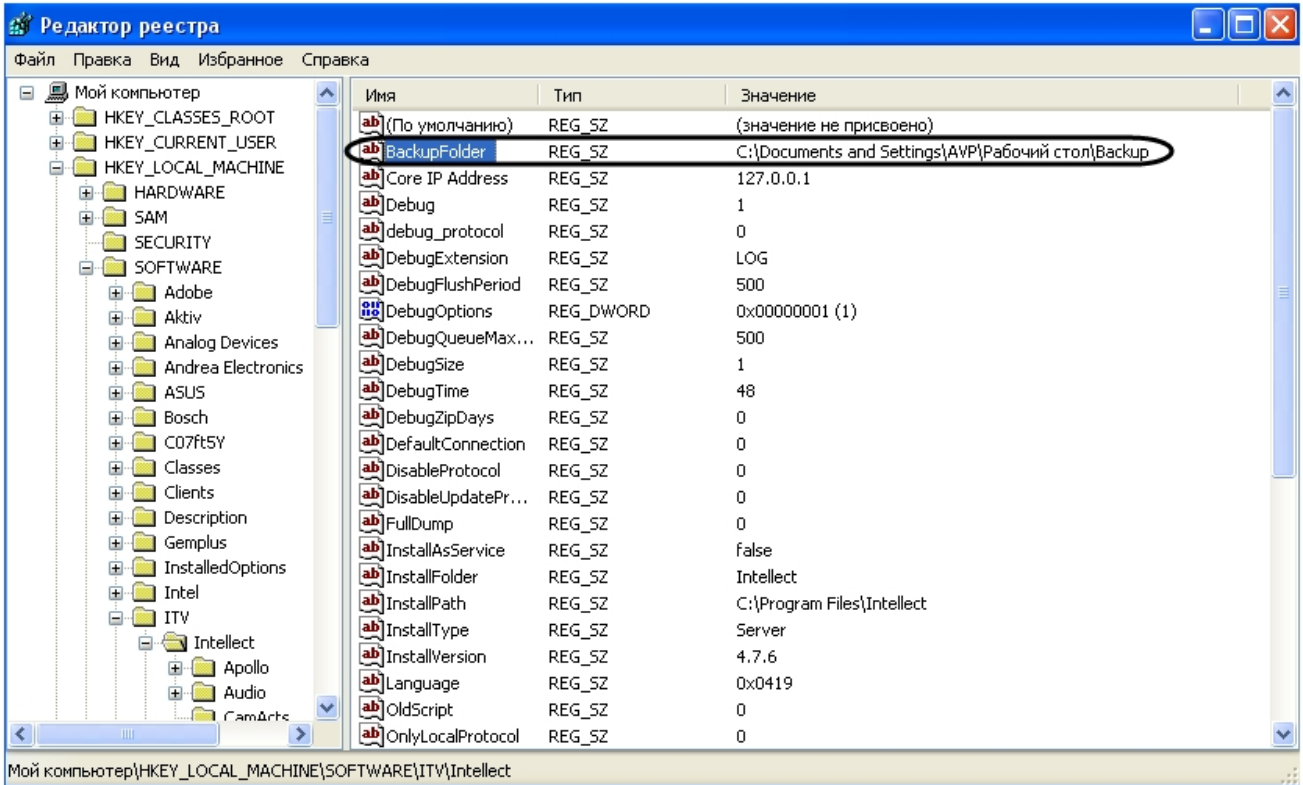 Редактор реестра
Файл Правка Вид Избранное Справка
Мой компьютер
HKEY_CLASSES_ROOT
HKEY_CURRENT_USER
HKEY_LOCAL_MACHINE
HARDWARE
SAM
SECURITY
SOFTWARE
Adobe
Aktiv
Analog Devices
Andrea Electronics
ASUS
Bosch
C07ft5Y
Classes
Clients
Description
Gemplus
InstalledOptions
Intel
ITV
Intellect
Apollo
Audio
CamActs
Имя Тип Значение
(По умолчанию) REG_SZ (значение не присвоено)
BackupFolder REG_SZ C:\Documents and Settings\AVP\Рабочий стол\Backup
Core IP Address REG_SZ 127.0.0.1
Debug REG_SZ 1
debug_protocol REG_SZ 0
DebugExtension REG_SZ LOG
DebugFlushPeriod REG_SZ 500
DebugOptions REG_DWORD 0x00000001 (1)
DebugQueueMax... REG_SZ 500
DebugSize REG_SZ 1
DebugTime REG_SZ 48
DebugZipDays REG_SZ 0
DefaultConnection REG_SZ 0
DisableProtocol REG_SZ 0
DisableUpdatePr... REG_SZ 0
FullDump REG_SZ 0
InstallAsService REG_SZ false
InstallFolder REG_SZ Intellect
InstallPath REG_SZ C:\Program Files\Intellect
InstallType REG_SZ Server
InstallVersion REG_SZ 4.7.6
Language REG_SZ 0x0419
OldScript REG_SZ 0
OnlyLocalProtocol REG_SZ 0
Мой компьютер\HKEY_LOCAL_MACHINE\SOFTWARE\ITV\Intellect